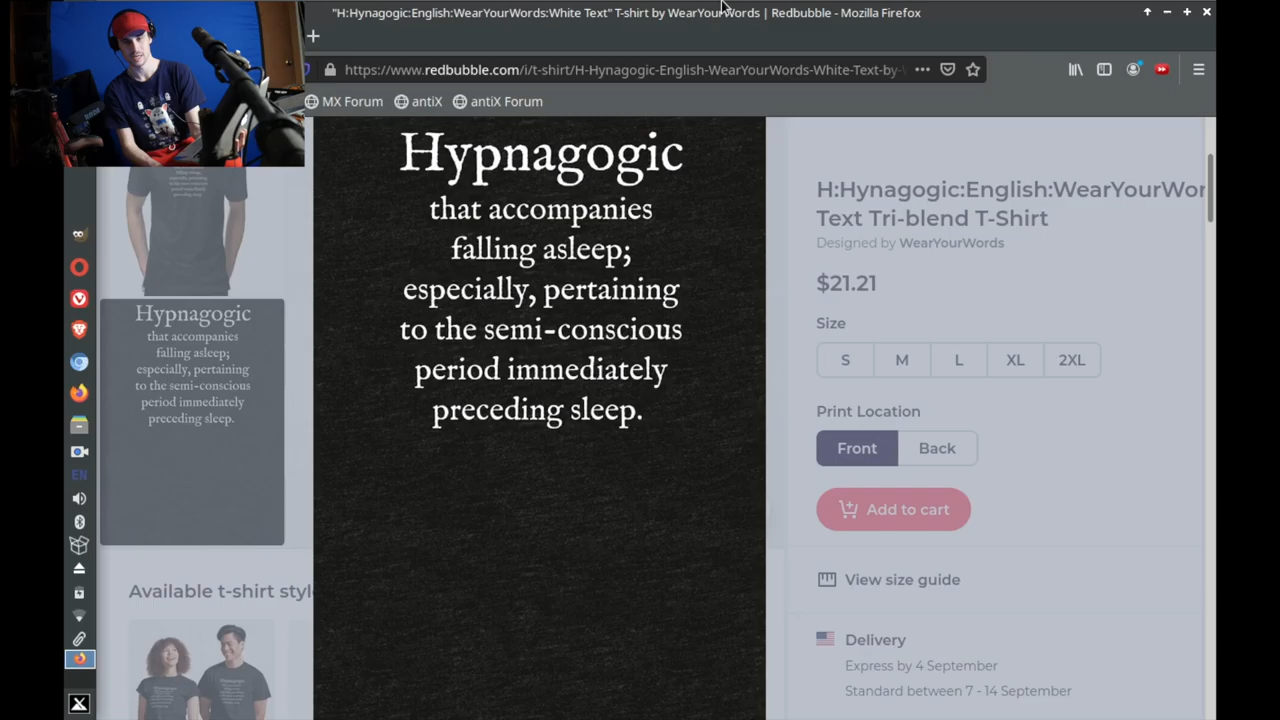 "H:Hynagogic:English:WearYourWords:White Text" T-shirt by WearYourWords | Redbubble - Mozilla Firefox
https://www.redbubble.com/i/t-shirt/H-Hynagogic-English-WearYourWords-White-Text-by-
MX Forum
antiX
antiX Forum
Hypnagogic
that accompanies
falling asleep;
especially, pertaining
to the semi-conscious
period immediately
preceding sleep.
Hypnagogic
that accompanies
falling asleep;
especially, pertaining
to the semi-conscious
period immediately
preceding sleep.
EN
Available t-shirt style
H:Hynagogic:English:WearYourWor
Text Tri-blend T-Shirt
Designed by WearYourWords
$21.21
Size
S
M
L
XL
2XL
Print Location
Front
Back
Add to cart
View size guide
Delivery
Express by 4 September
Standard between 7 - 14 September